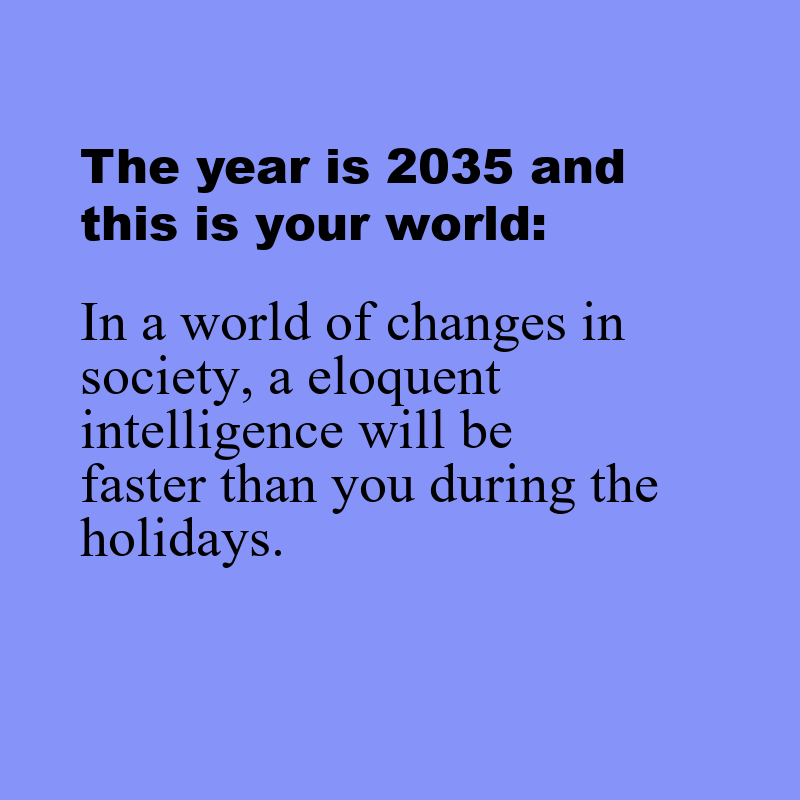 The year is 2035 and
this is your world:
In a world of changes in
society, a eloquent
intelligence will be
faster than you during the
holidays.